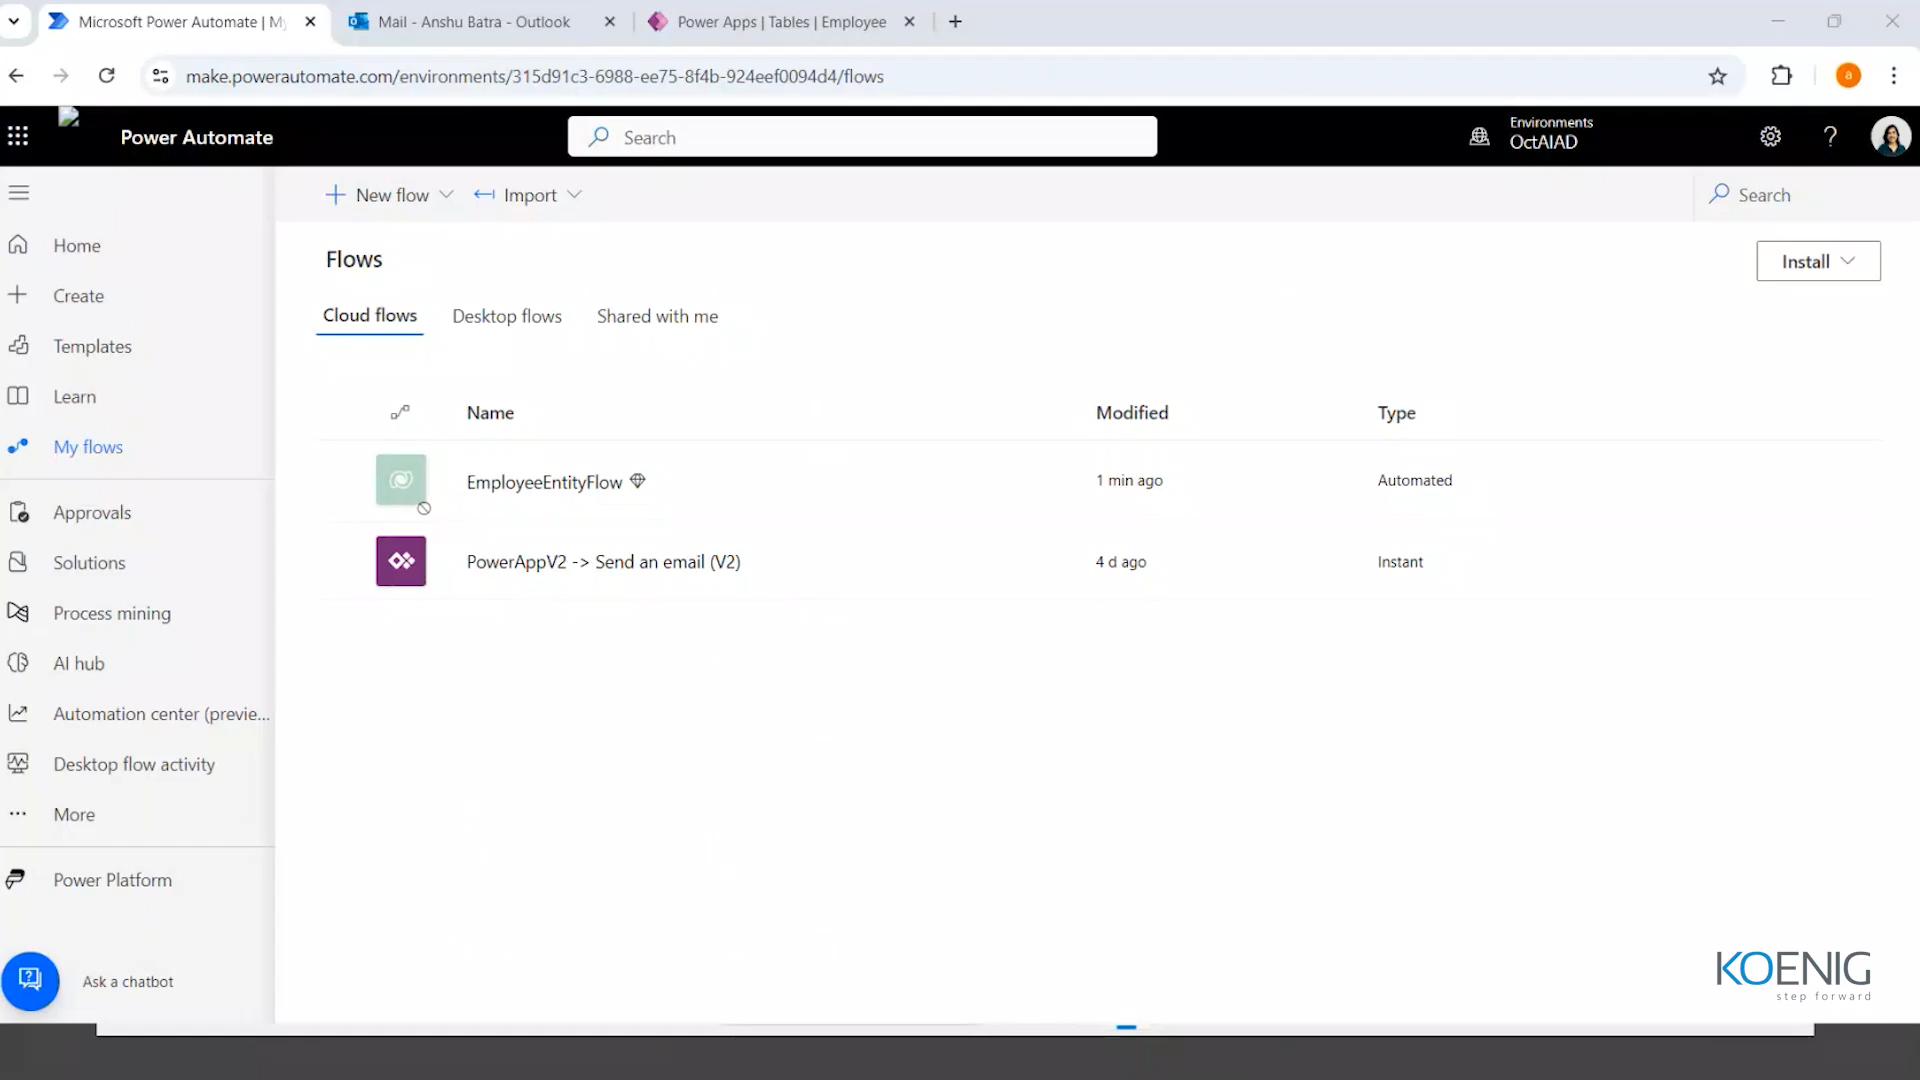 Microsoft Power Automate | My
Mail - Anshu Batra - Outlook
Power Apps | Tables | Employee
make.powerautomate.com/environments/315d91c3-6988-ee75-8f4b-924eef0094d4/flows
a
Power Automate
Search
Environments
OctAIAD
?
New flow
Import
Search
Home
Create
Templates
Learn
My flows
Approvals
Solutions
Process mining
AI hub
Automation center (previe...
Desktop flow activity
More
Power Platform
Ask a chatbot
Flows
Install
Cloud flows
Desktop flows
Shared with me
Name
Modified
Type
EmployeeEntityFlow
1 min ago
Automated
PowerAppV2 -> Send an email (V2)
4 d ago
Instant
KOENIG
step forward